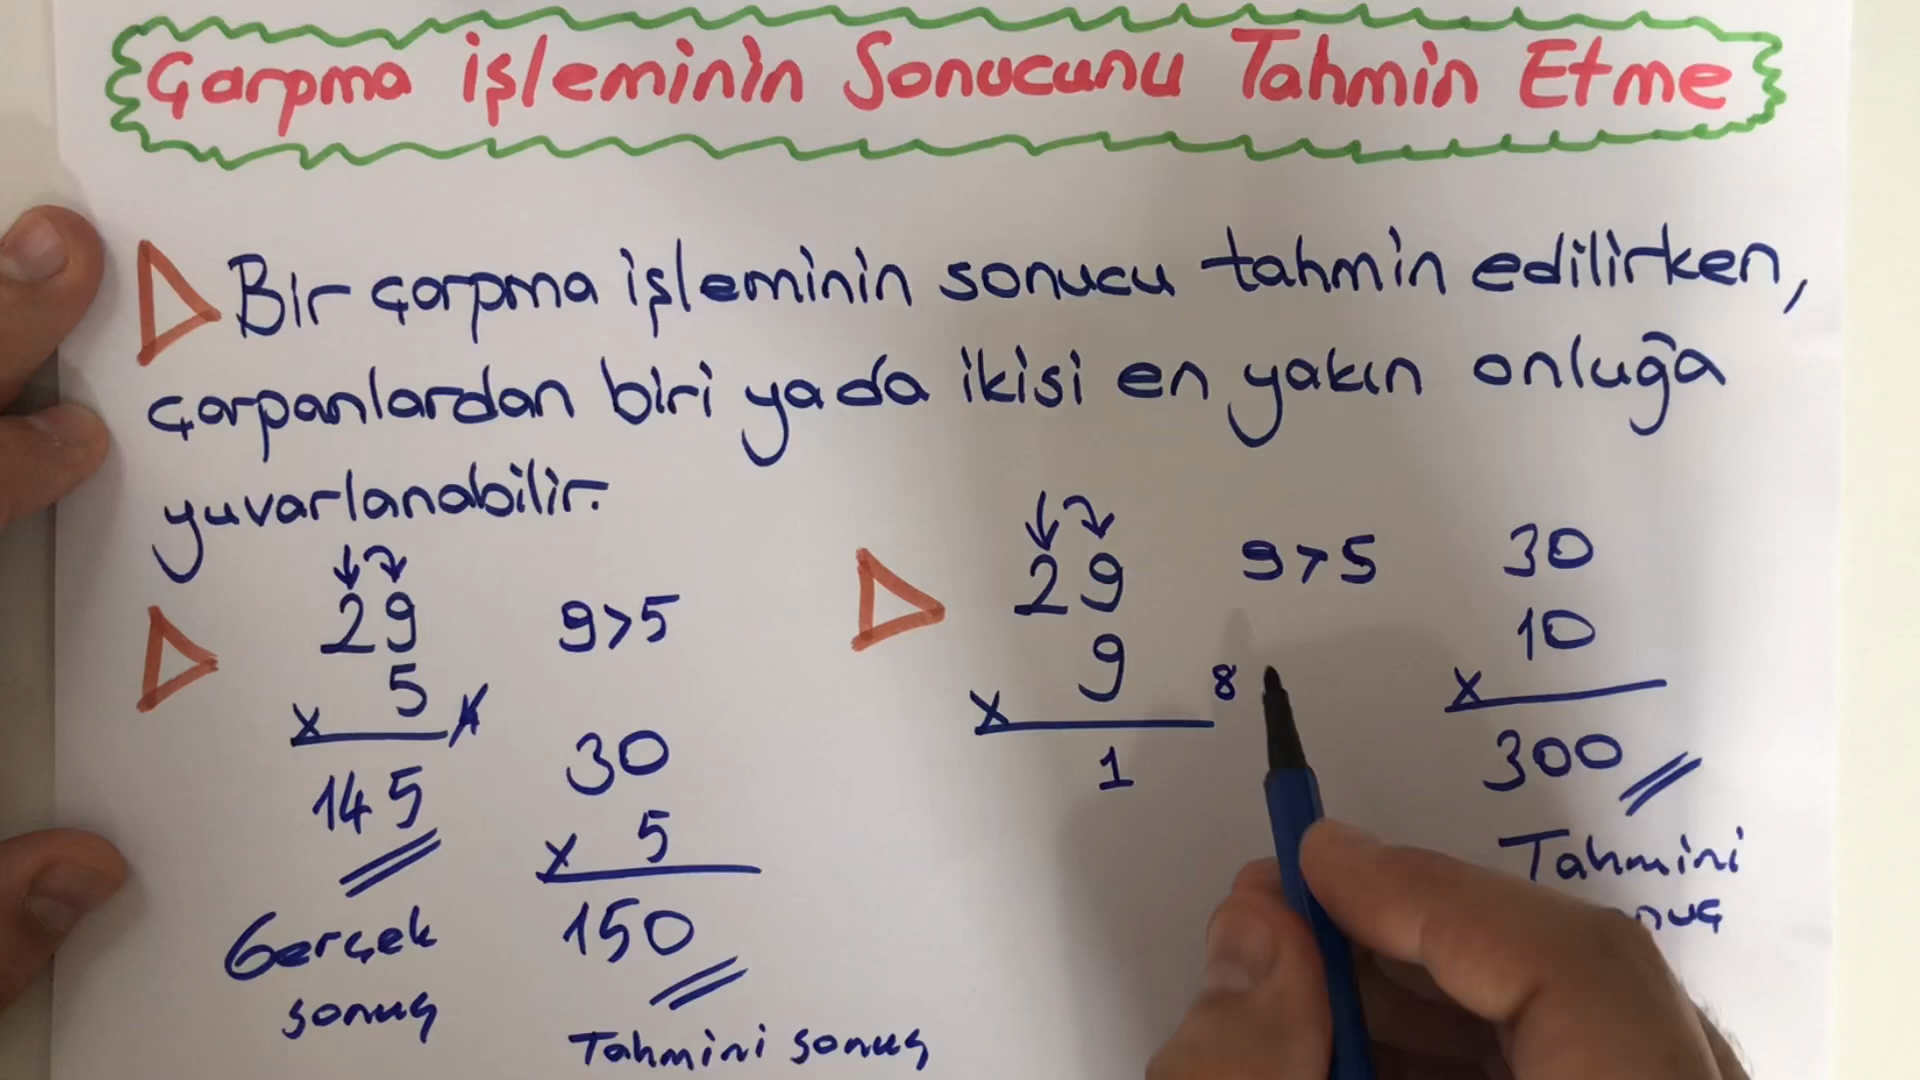 Çarpma İşleminin Sonucunu Tahmin Etme
Bir çarpma işleminin sonucu tahmin edilirken,
çarpanlardan biri yada ikisi en yakın onluğa
yuvarlanabilir.
29
5
x
145
Gerçek
sonuç
9>5
30
x 5
150
Tahmini sonuç
29
9
x
8
1
9>5
30
10
x
300
Tahmini